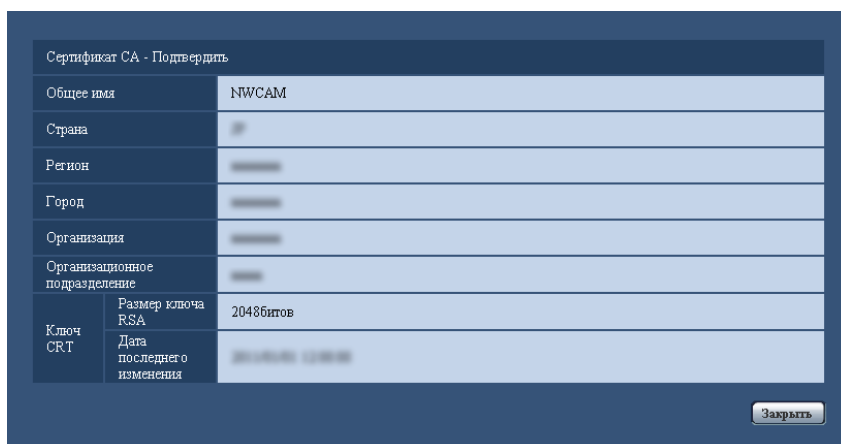 Сертификат CA - Подтвердить
Общее имя
NWCAM
Страна
Регион
Город
Организация
Организационное
подразделение
Ключ
CRT
Размер ключа
RSA
2048битов
Дата
последнего
изменения
Закрыть